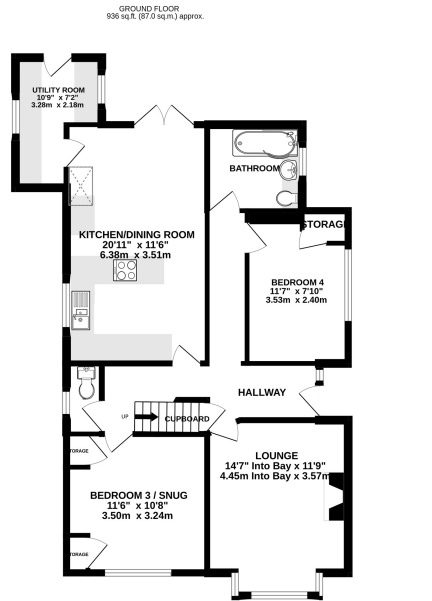 GROUND FLOOR
936 sq.ft. (87.0 sq.m.) approx.
UTILITY ROOM
10'9" x 7'2"
3.28m x 2.18m
BATHROOM
STORAGE
KITCHEN/DINING ROOM
20'11" x 11'6"
6.38m x 3.51m
BEDROOM 4
11'7" x 7'10"
3.53m x 2.40m
HALLWAY
UP
CUPBOARD
STORAGE
LOUNGE
14'7" Into Bay x 11'9"
4.45m Into Bay x 3.57m
BEDROOM 3 / SNUG
11'6" x 10'8"
3.50m x 3.24m
STORAGE